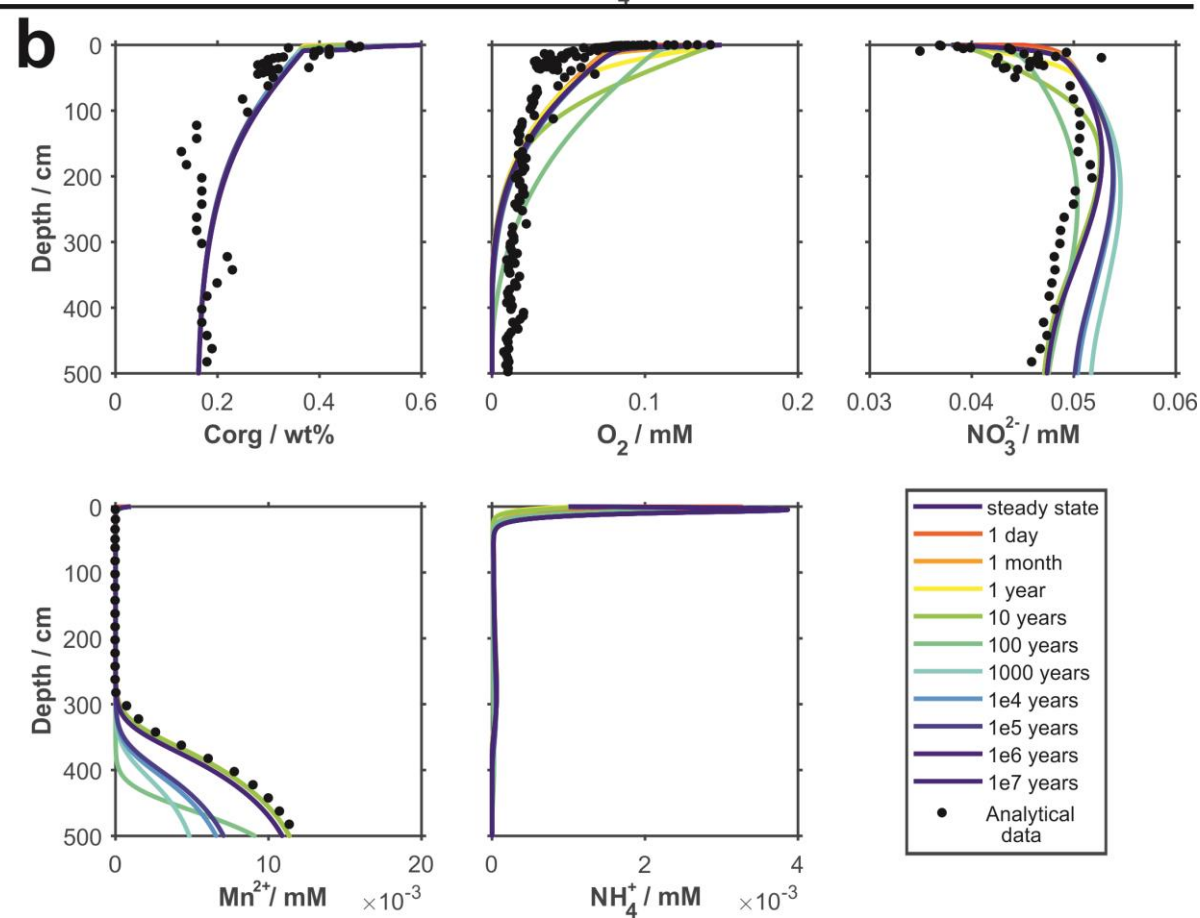 4
b
0
100
200
300
400
500
Depth / cm
0 0.2 0.4 0.6
Corg / wt%
0 0.1 0.2
O2 / mM
0.03 0.04 0.05 0.06
NO3^2- / mM
0
100
200
300
400
500
Depth / cm
0 10 20
Mn^2+ / mM ×10^-3
0 2 4
NH4^+ / mM ×10^-3
steady state
1 day
1 month
1 year
10 years
100 years
1000 years
1e4 years
1e5 years
1e6 years
1e7 years
Analytical
data